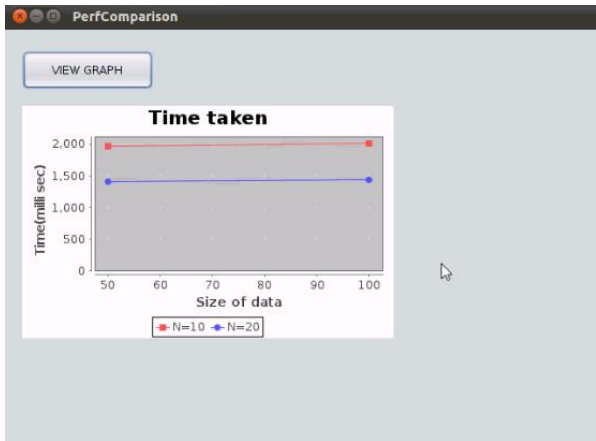 PerfComparison
VIEW GRAPH
Time taken
Time(milli sec)
2,000
1,500
1,000
500
0
50 60 70 80 90 100
Size of data
N=10 N=20